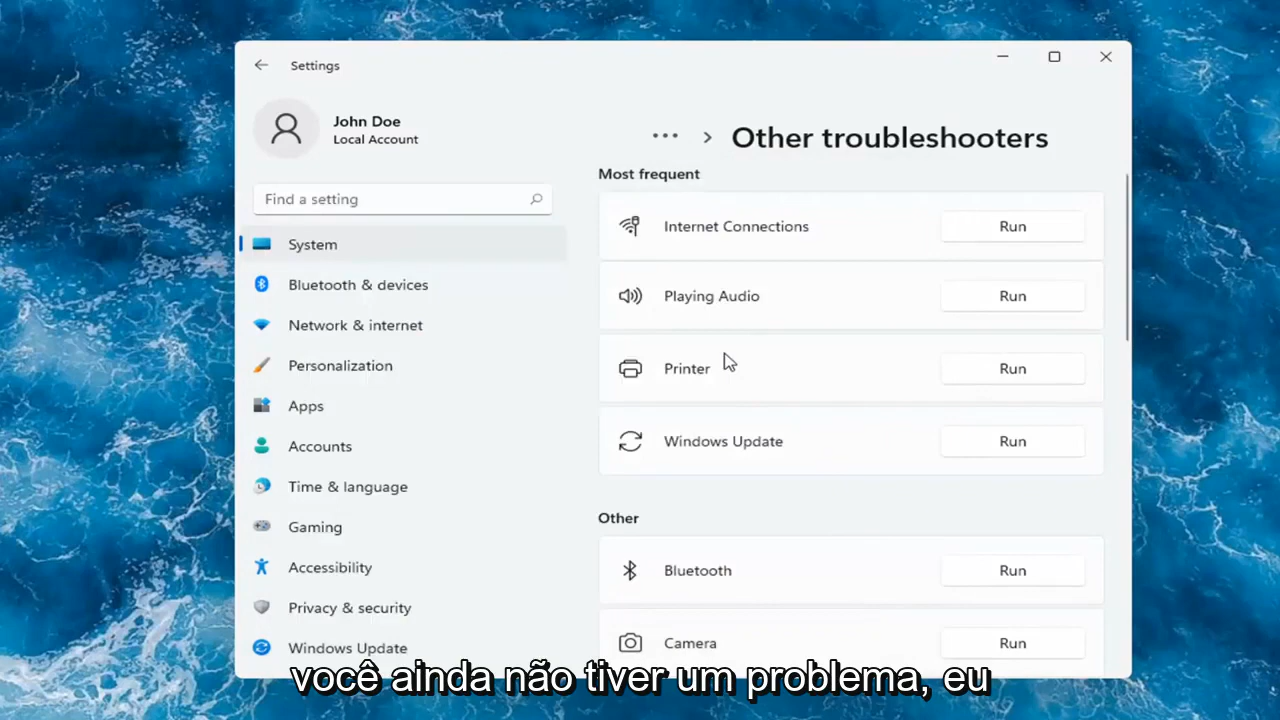 Settings
John Doe
Local Account
Find a setting
System
Bluetooth & devices
Network & internet
Personalization
Apps
Accounts
Time & language
Gaming
Accessibility
Privacy & security
Windows Update
... > Other troubleshooters
Most frequent
Internet Connections Run
Playing Audio Run
Printer Run
Windows Update Run
Other
Bluetooth Run
Camera Run
você ainda não tiver um problema, eu